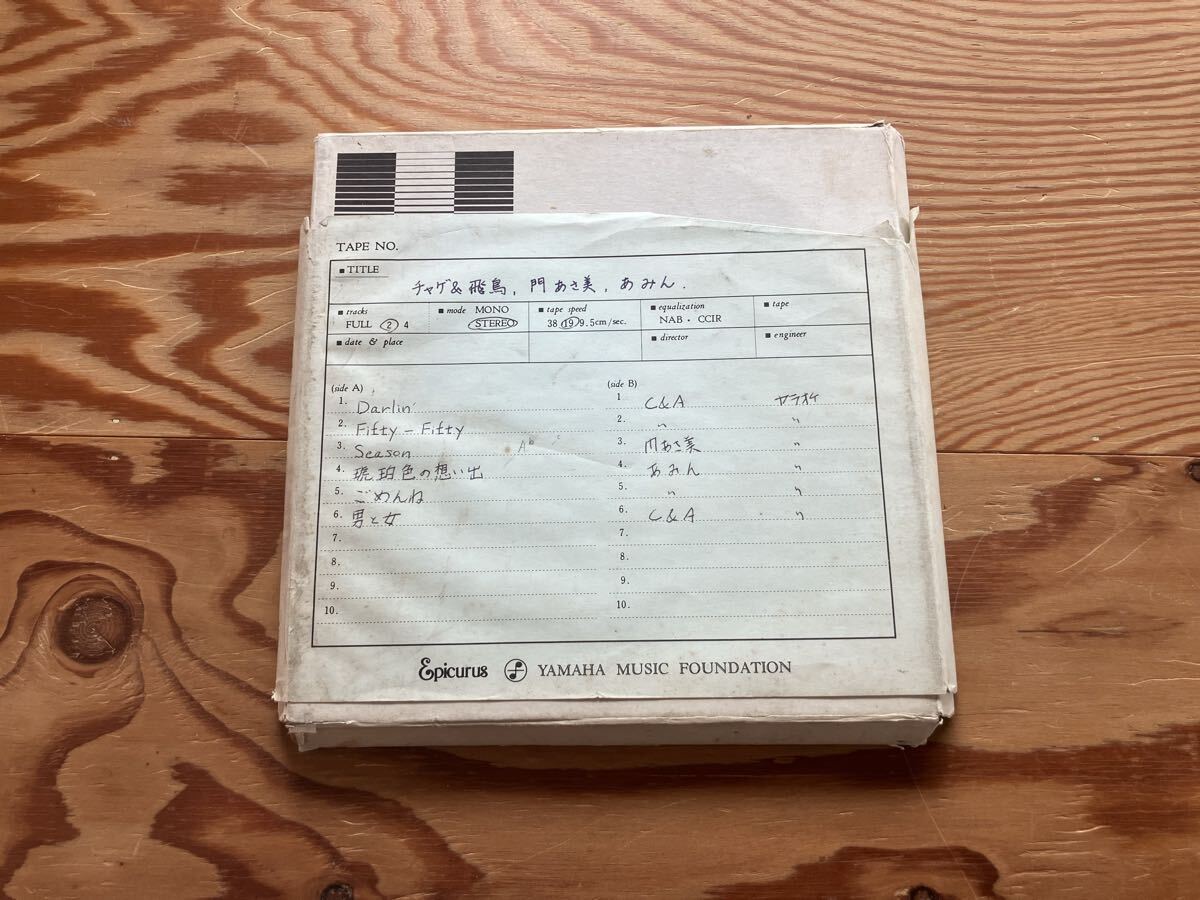 TAPE NO.
■ TITLE
チャゲ&飛鳥, 門あさ美, あみん.
■ tracks ■ mode MONO ■ tape speed ■ equalization ■ tape
FULL 2 4 STEREO 38 19 9.5cm/sec. NAB・CCIR
■ date & place ■ director ■ engineer
(side A) (side B)
1. Darlin' 1 C&A カラオケ
2. Fifty - Fifty 2. 〃 〃
3. Season A♭ c 3. 門あさ美 〃
4. 琥珀色の想い出 4. あみん 〃
5. ごめんね 5. 〃 〃
6. 男と女 6. C&A 〃
7. 7.
8. 8.
9. 9.
10. 10.
Epicurus YAMAHA MUSIC FOUNDATION